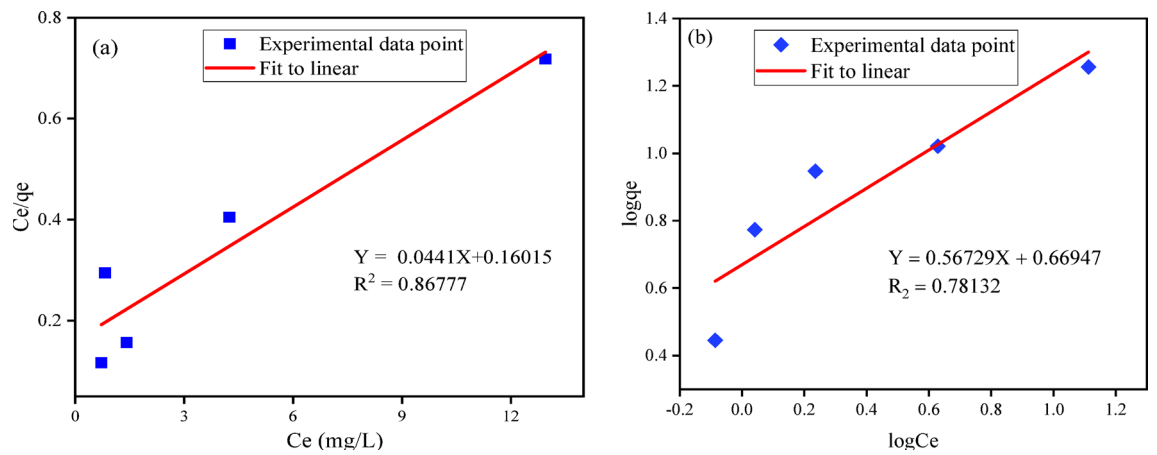 (a)
Experimental data point
Fit to linear
Y = 0.0441X+0.16015
R² = 0.86777
Ce/qe
0.8
0.6
0.4
0.2
0
3
6
9
12
Ce (mg/L)
(b)
Experimental data point
Fit to linear
Y = 0.56729X + 0.66947
R₂ = 0.78132
logqe
1.4
1.2
1.0
0.8
0.6
0.4
-0.2
0.0
0.2
0.4
0.6
0.8
1.0
1.2
logCe